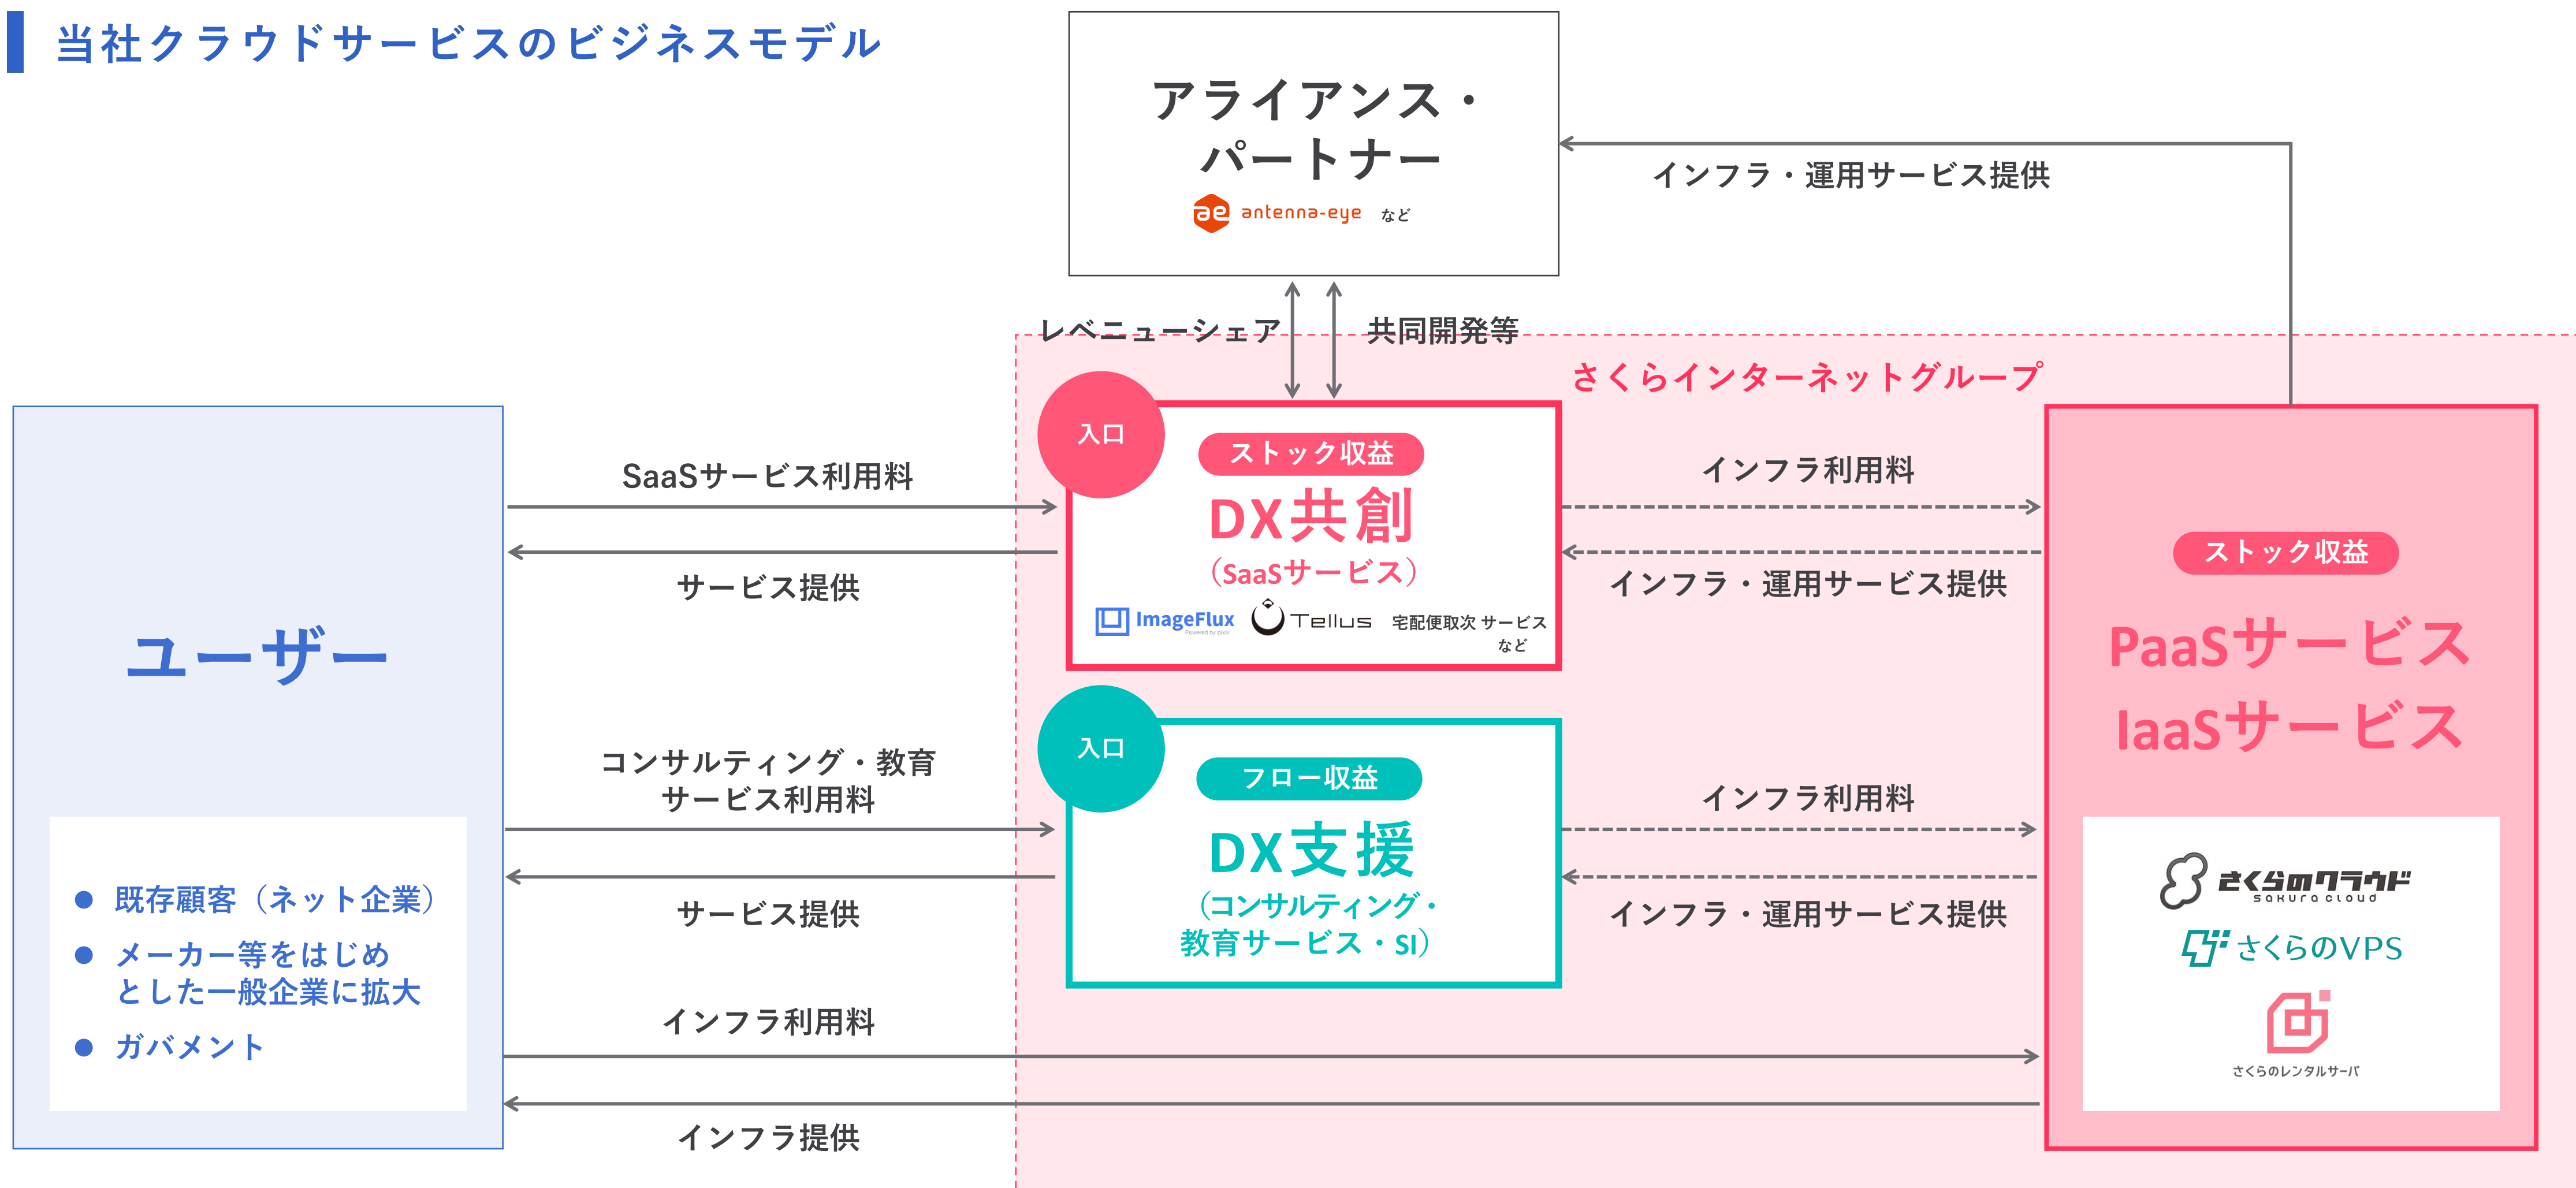 当社クラウドサービスのビジネスモデル
アライアンス・
パートナー
ae antenna-eye など
インフラ・運用サービス提供
レベニューシェア
共同開発等
さくらインターネットグループ
ユーザー
既存顧客（ネット企業）
メーカー等をはじめ
とした一般企業に拡大
ガバメント
SaaSサービス利用料
サービス提供
コンサルティング・教育
サービス利用料
サービス提供
インフラ利用料
インフラ提供
入口
ストック収益
DX共創
（SaaSサービス）
ImageFlux
Powered by pixiv
Tellus
宅配便取次 サービス
など
入口
フロー収益
DX支援
（コンサルティング・
教育サービス・SI）
インフラ利用料
インフラ・運用サービス提供
インフラ利用料
インフラ・運用サービス提供
ストック収益
PaaSサービス
IaaSサービス
さくらのクラウド
sakura cloud
さくらのVPS
さくらのレンタルサーバ